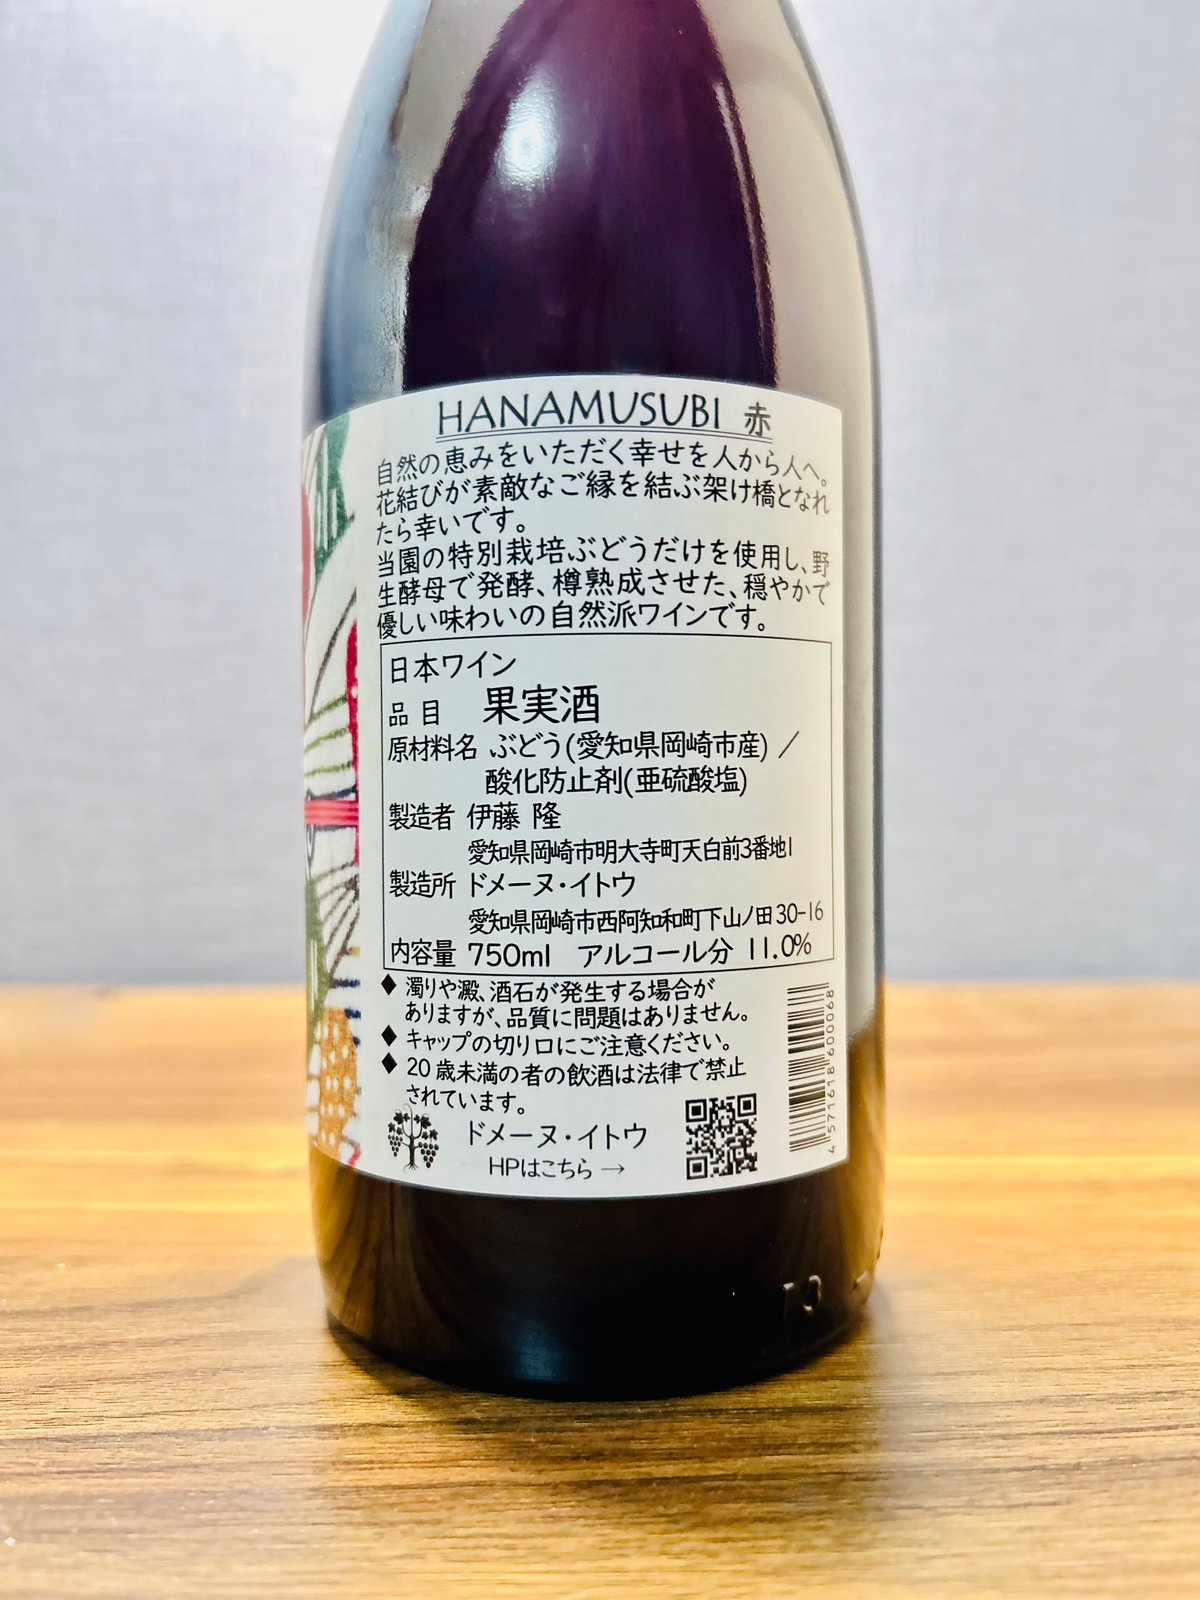 HANAMUSUBI 赤
自然の恵みをいただく幸せを人から人へ。
花結びが素敵なご縁を結ぶ架け橋となれ
たら幸いです。
当園の特別栽培ぶどうだけを使用し、野
生酵母で発酵、樽熟成させた、穏やかで
優しい味わいの自然派ワインです。
日本ワイン
品目 果実酒
原材料名 ぶどう(愛知県岡崎市産)／
酸化防止剤(亜硫酸塩)
製造者 伊藤 隆
愛知県岡崎市明大寺町天白前3番地1
製造所 ドメーヌ・イトウ
愛知県岡崎市西阿知和町下山ノ田30-16
内容量 750ml アルコール分 11.0%
◆ 濁りや澱、酒石が発生する場合が
ありますが、品質に問題はありません。
◆ キャップの切り口にご注意ください。
◆ 20歳未満の者の飲酒は法律で禁止
されています。
ドメーヌ・イトウ
HPはこちら→
4571618600068
13 -